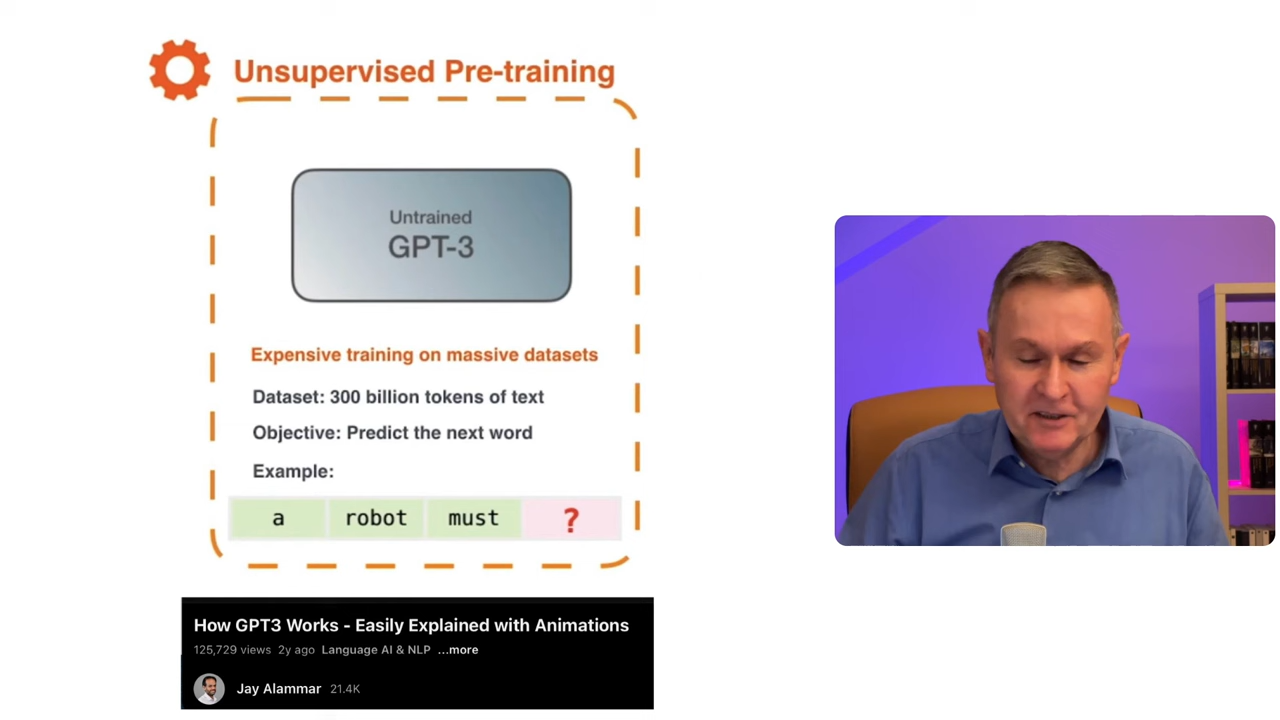 Unsupervised Pre-training
Untrained
GPT-3
Expensive training on massive datasets
Dataset: 300 billion tokens of text
Objective: Predict the next word
Example:
a robot must ?
How GPT3 Works - Easily Explained with Animations
125,729 views 2y ago Language AI & NLP ...more
Jay Alammar 21.4K